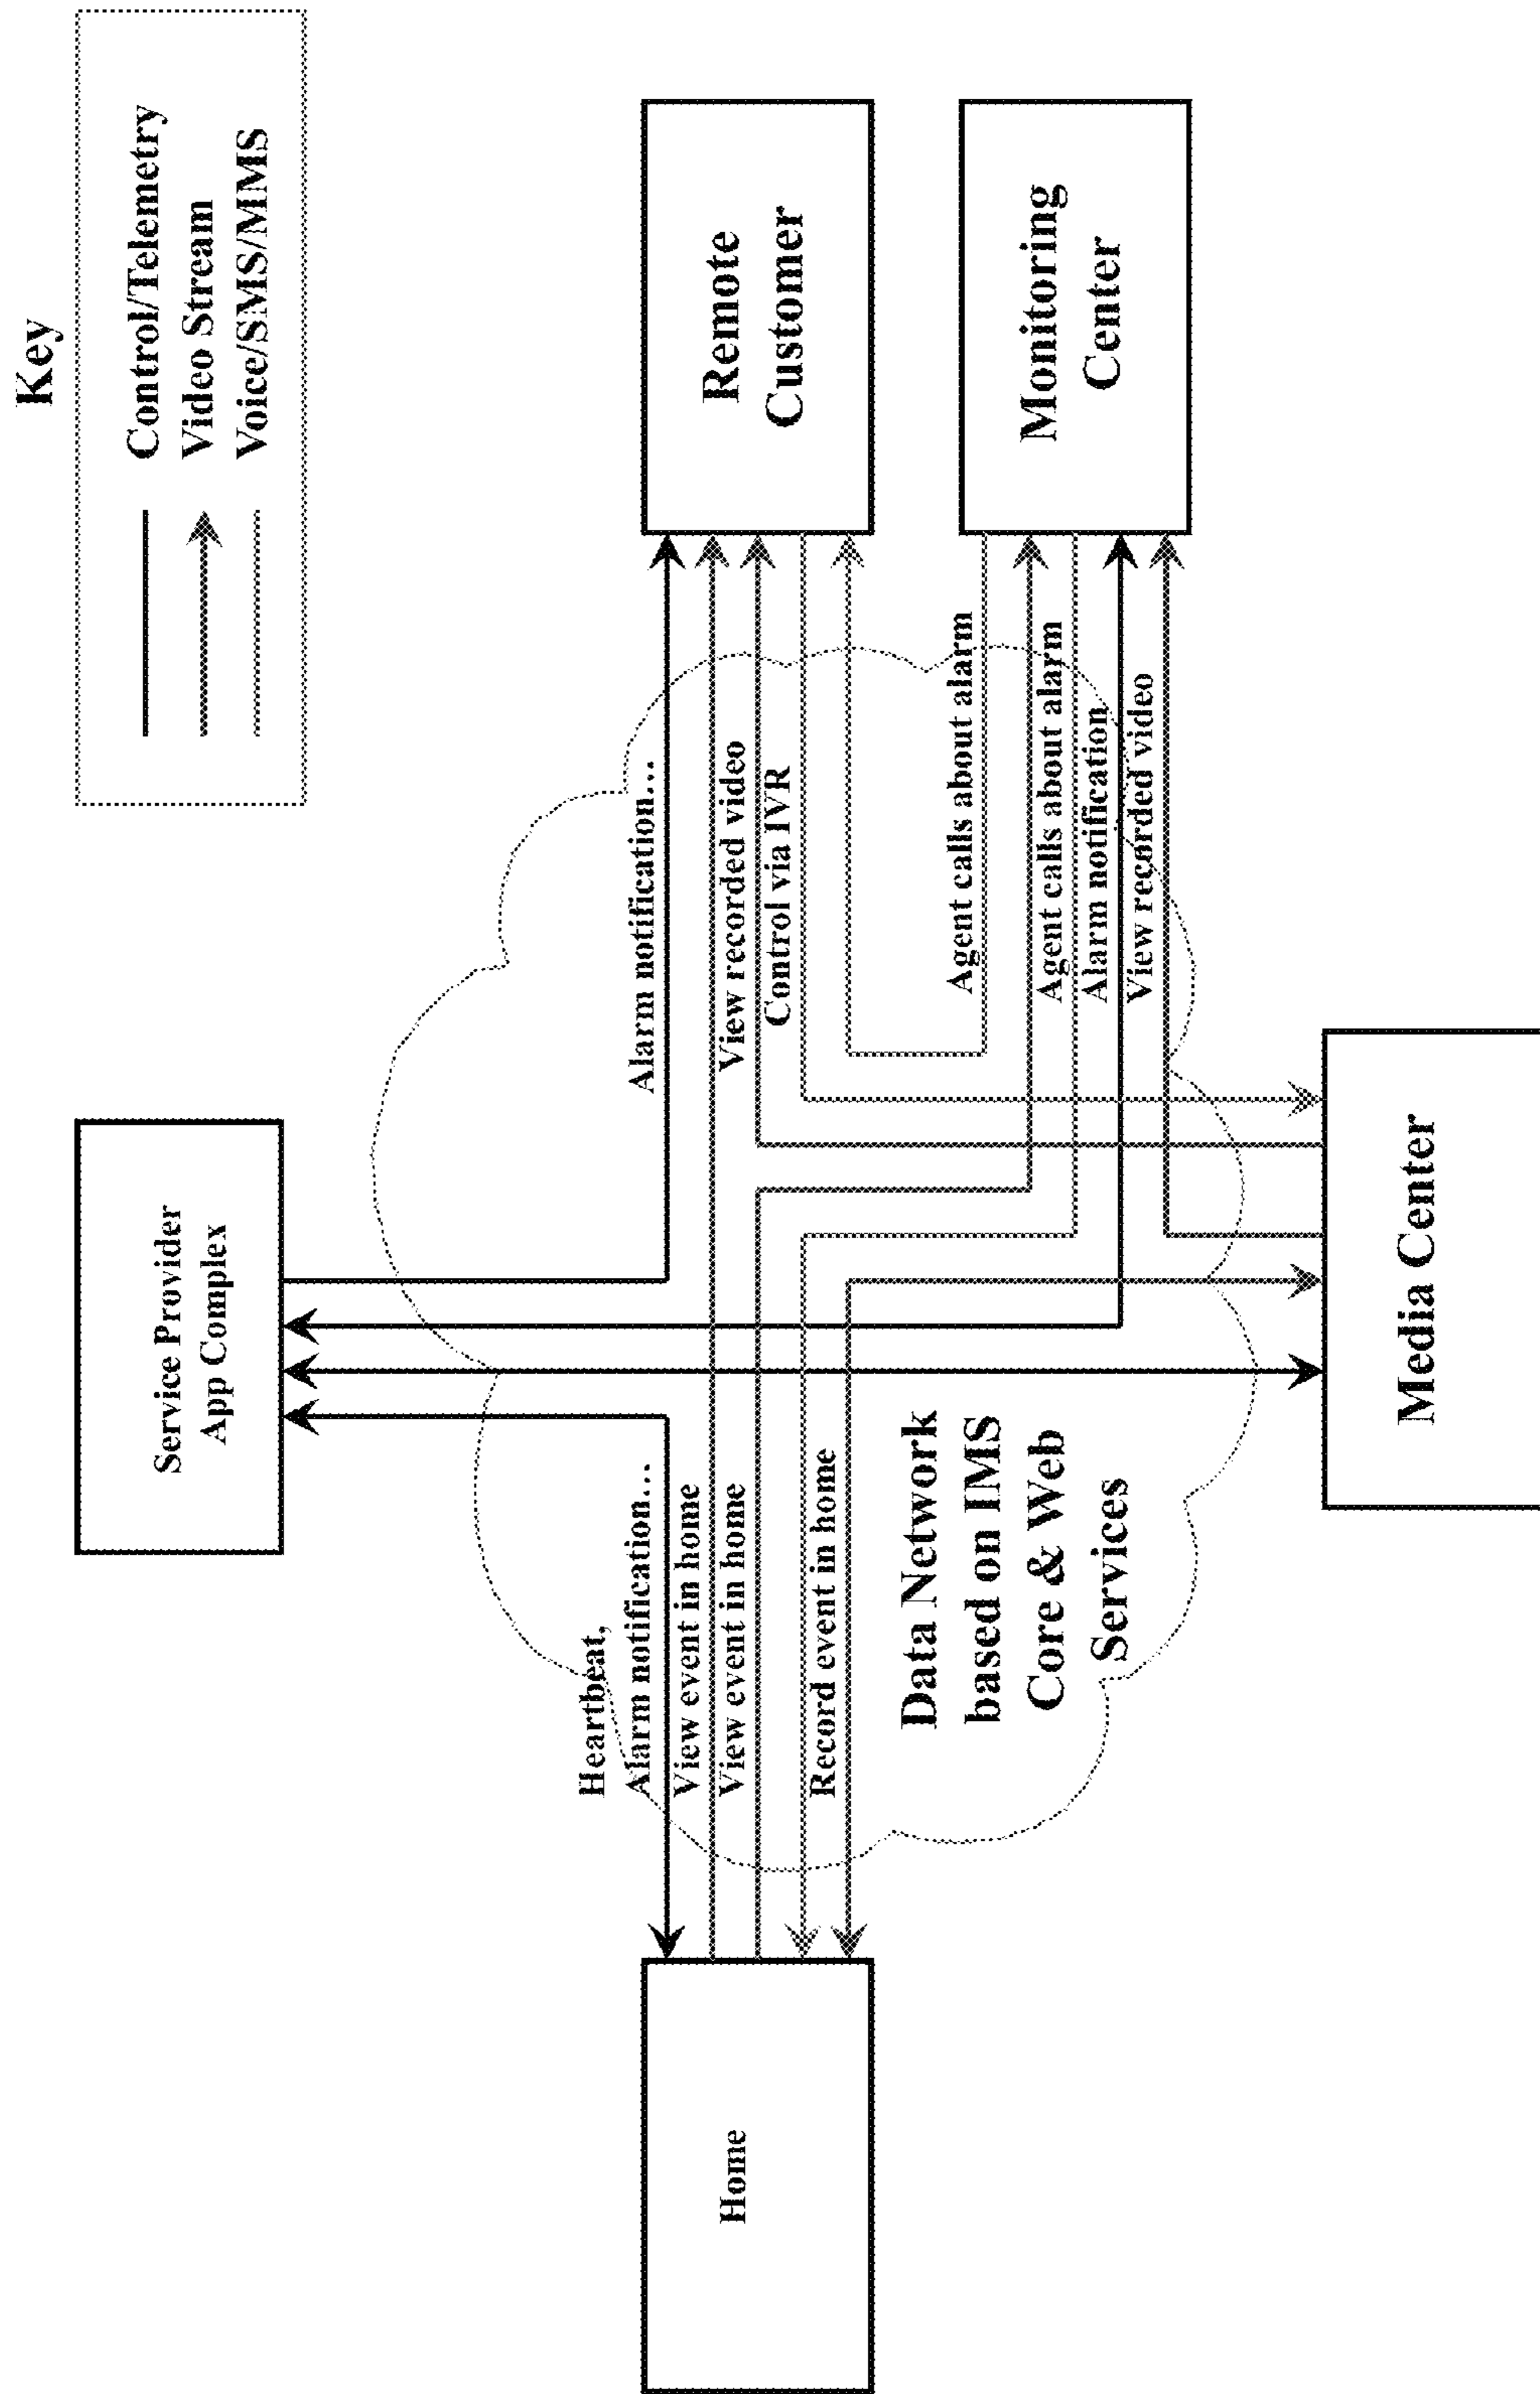 Key
Control/Telemetry
Video Stream
Voice/SMS/MMS
Service Provider
App Complex
Heartbeat,
Alarm notification...
View event in home
View event in home
Record event in home
Alarm notification...
View recorded video
Control via IVR
Agent calls about alarm
Agent calls about alarm
Alarm notification
View recorded video
Home
Remote
Customer
Monitoring
Center
Data Network
based on IMS
Core & Web
Services
Media Center